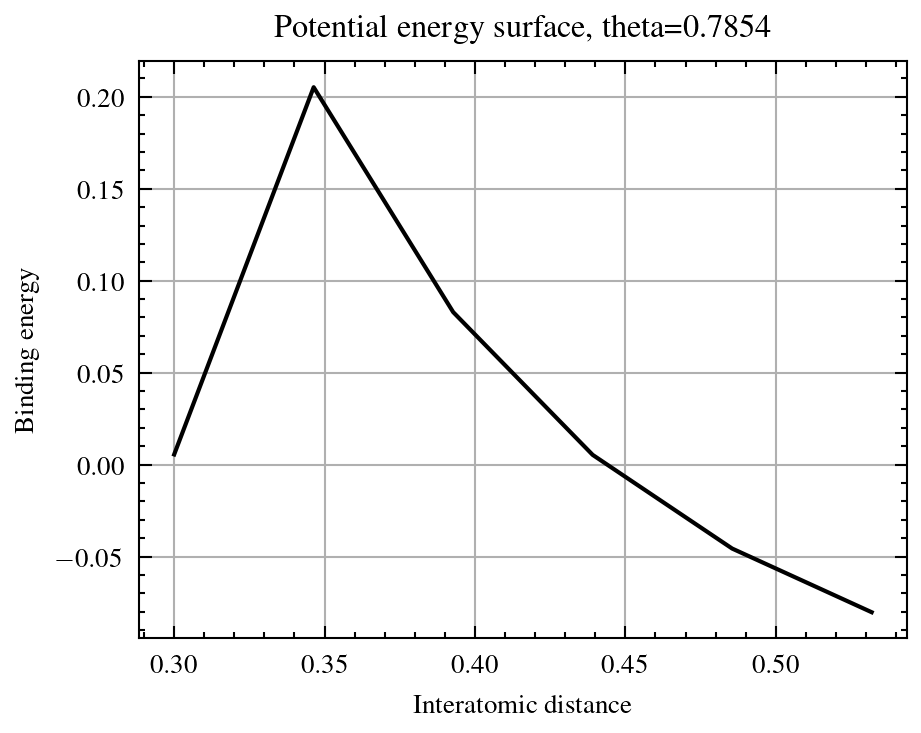 Potential energy surface, theta=0.7854
Binding energy
0.20
0.15
0.10
0.05
0.00
−0.05
0.30 0.35 0.40 0.45 0.50
Interatomic distance